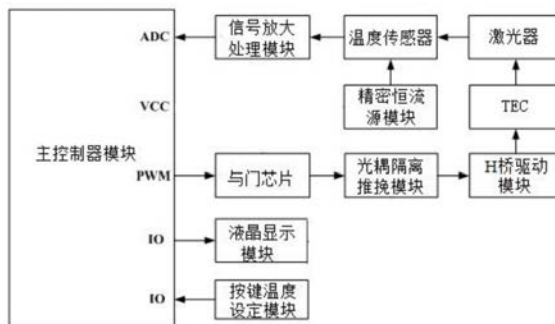 ADC
信号放大
处理模块
温度传感器
激光器
VCC
精密恒流
源模块
TEC
主控制器模块
PWM
与门芯片
光耦隔离
推挽模块
H桥驱动
模块
IO
液晶显示
模块
IO
按键温度
设定模块